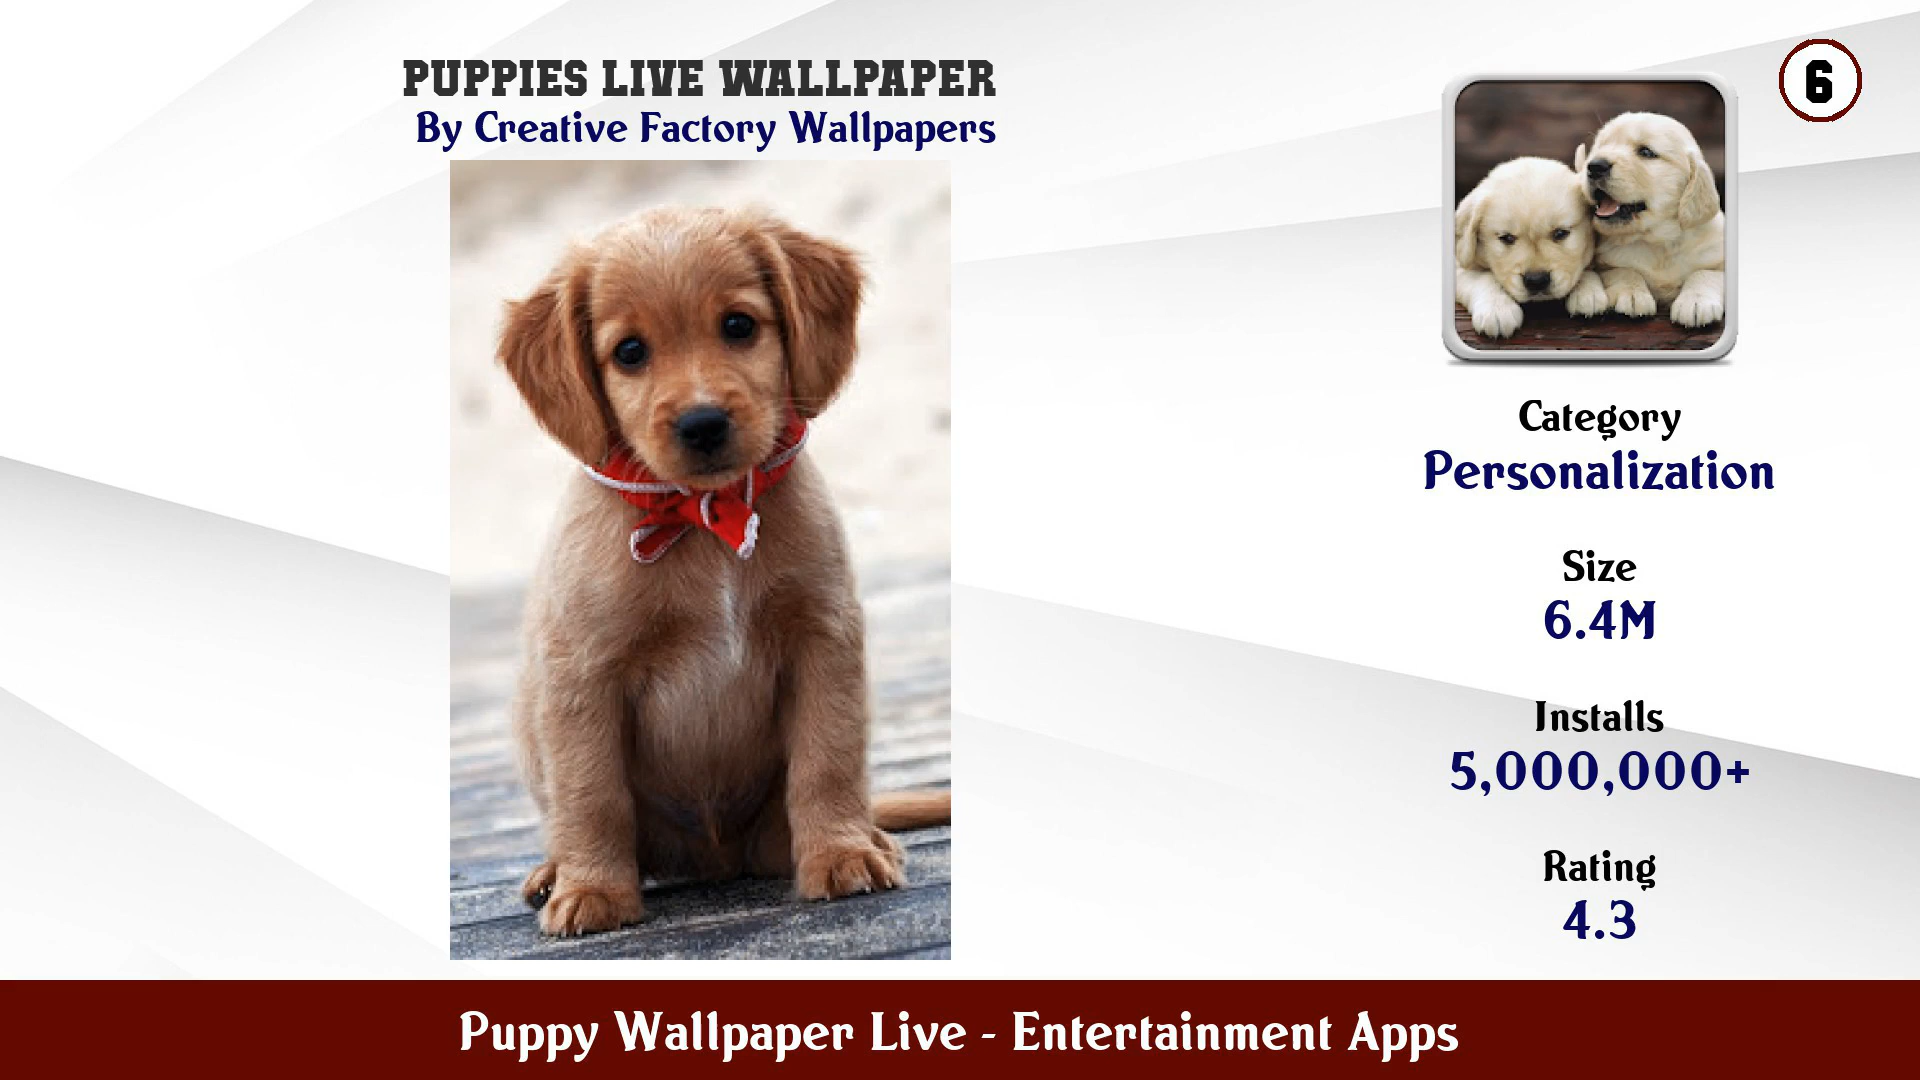 PUPPIES LIVE WALLPAPER
By Creative Factory Wallpapers
6
Category
Personalization
Size
6.4M
Installs
5,000,000+
Rating
4.3
Puppy Wallpaper Live - Entertainment Apps